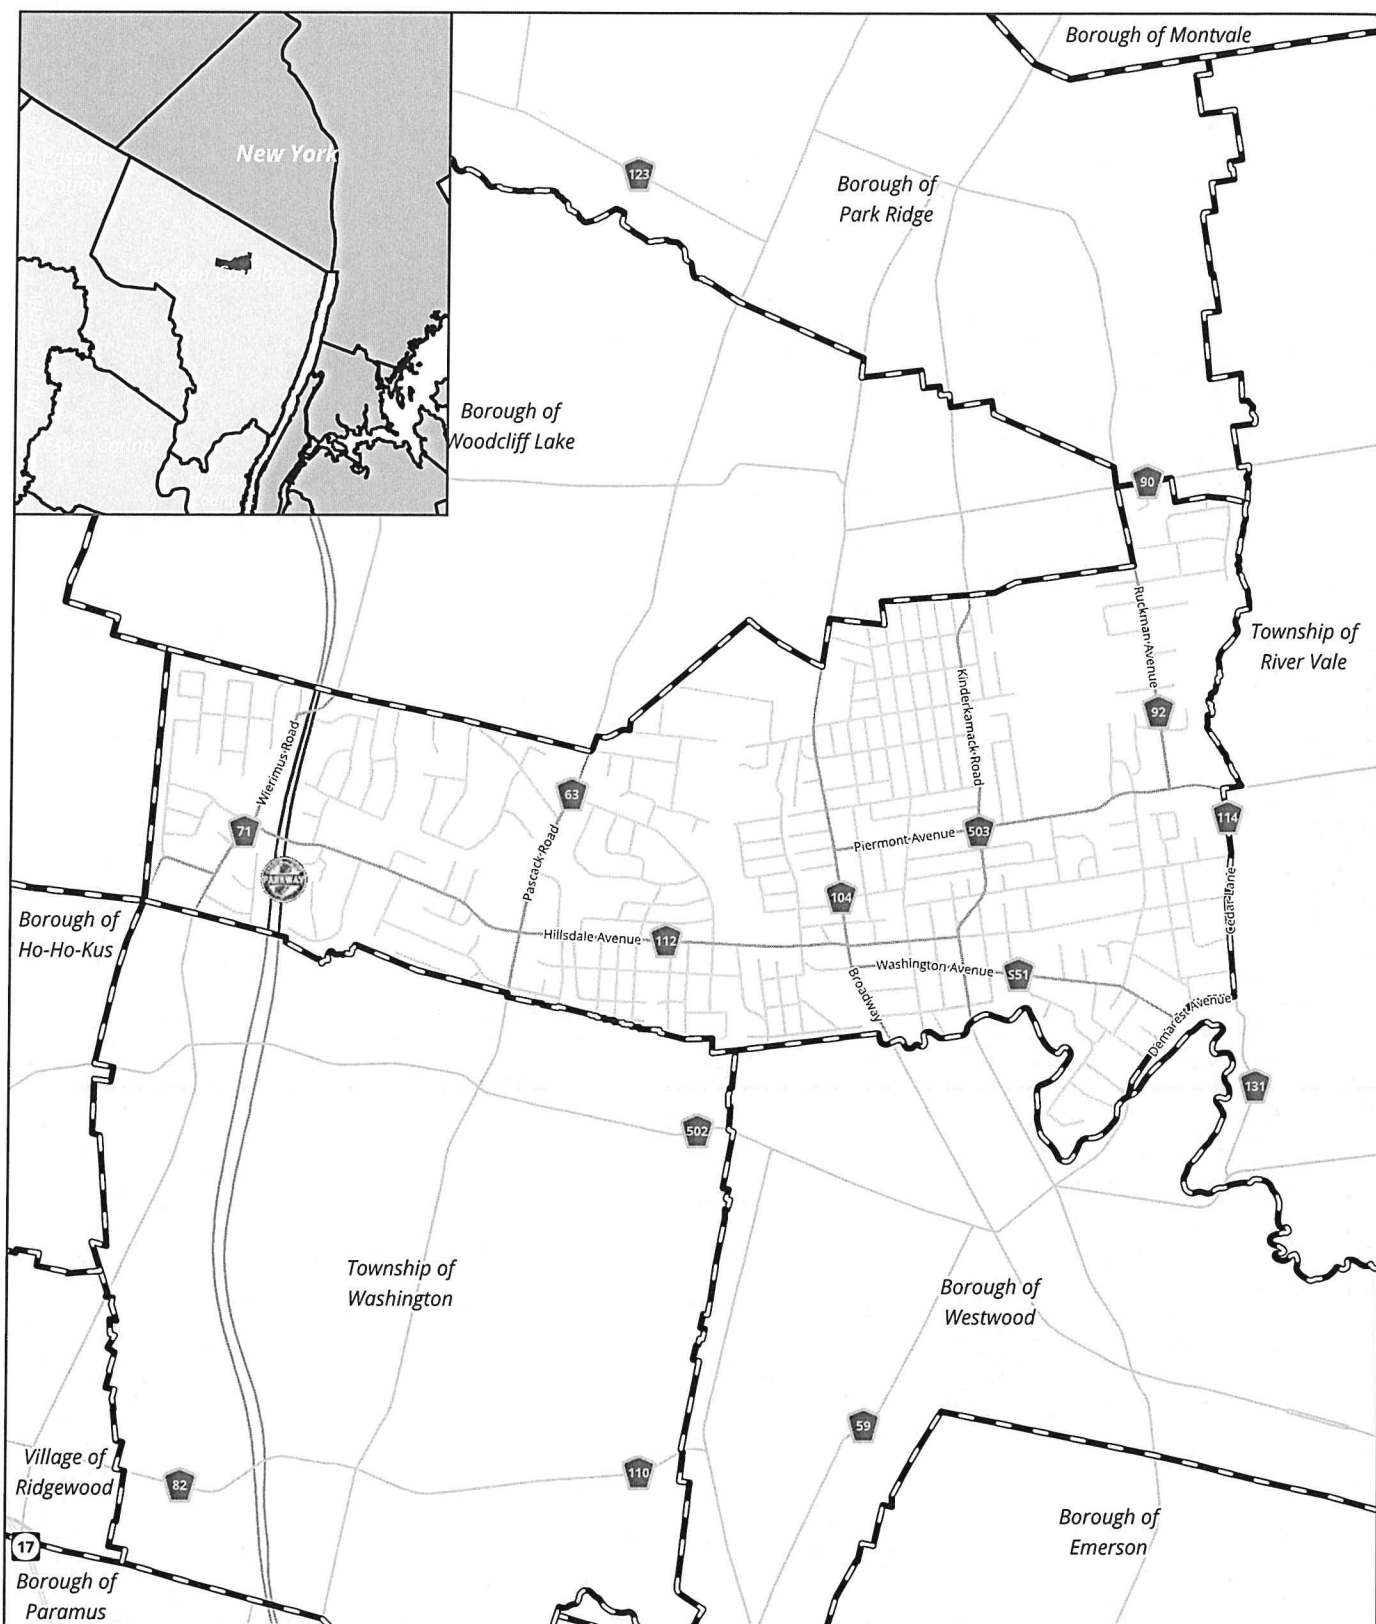 Borough of Montvale
Passaic
County
New York
123
Borough of
Park Ridge
Bergen County
Borough of
Woodcliff Lake
Essex County
90
Ruckman Avenue
Township of
River Vale
Kinderkamack Road
92
Wierimus Road
63
71
Pascack Road
114
Piermont Avenue
503
PARKWAY
104
Cedar Lane
Borough of
Ho-Ho-Kus
Hillsdale Avenue
112
Washington Avenue
S51
Broadway
Demarest Avenue
131
502
Township of
Washington
Borough of
Westwood
59
Village of
Ridgewood
82
110
Borough of
Emerson
17
Borough of
Paramus